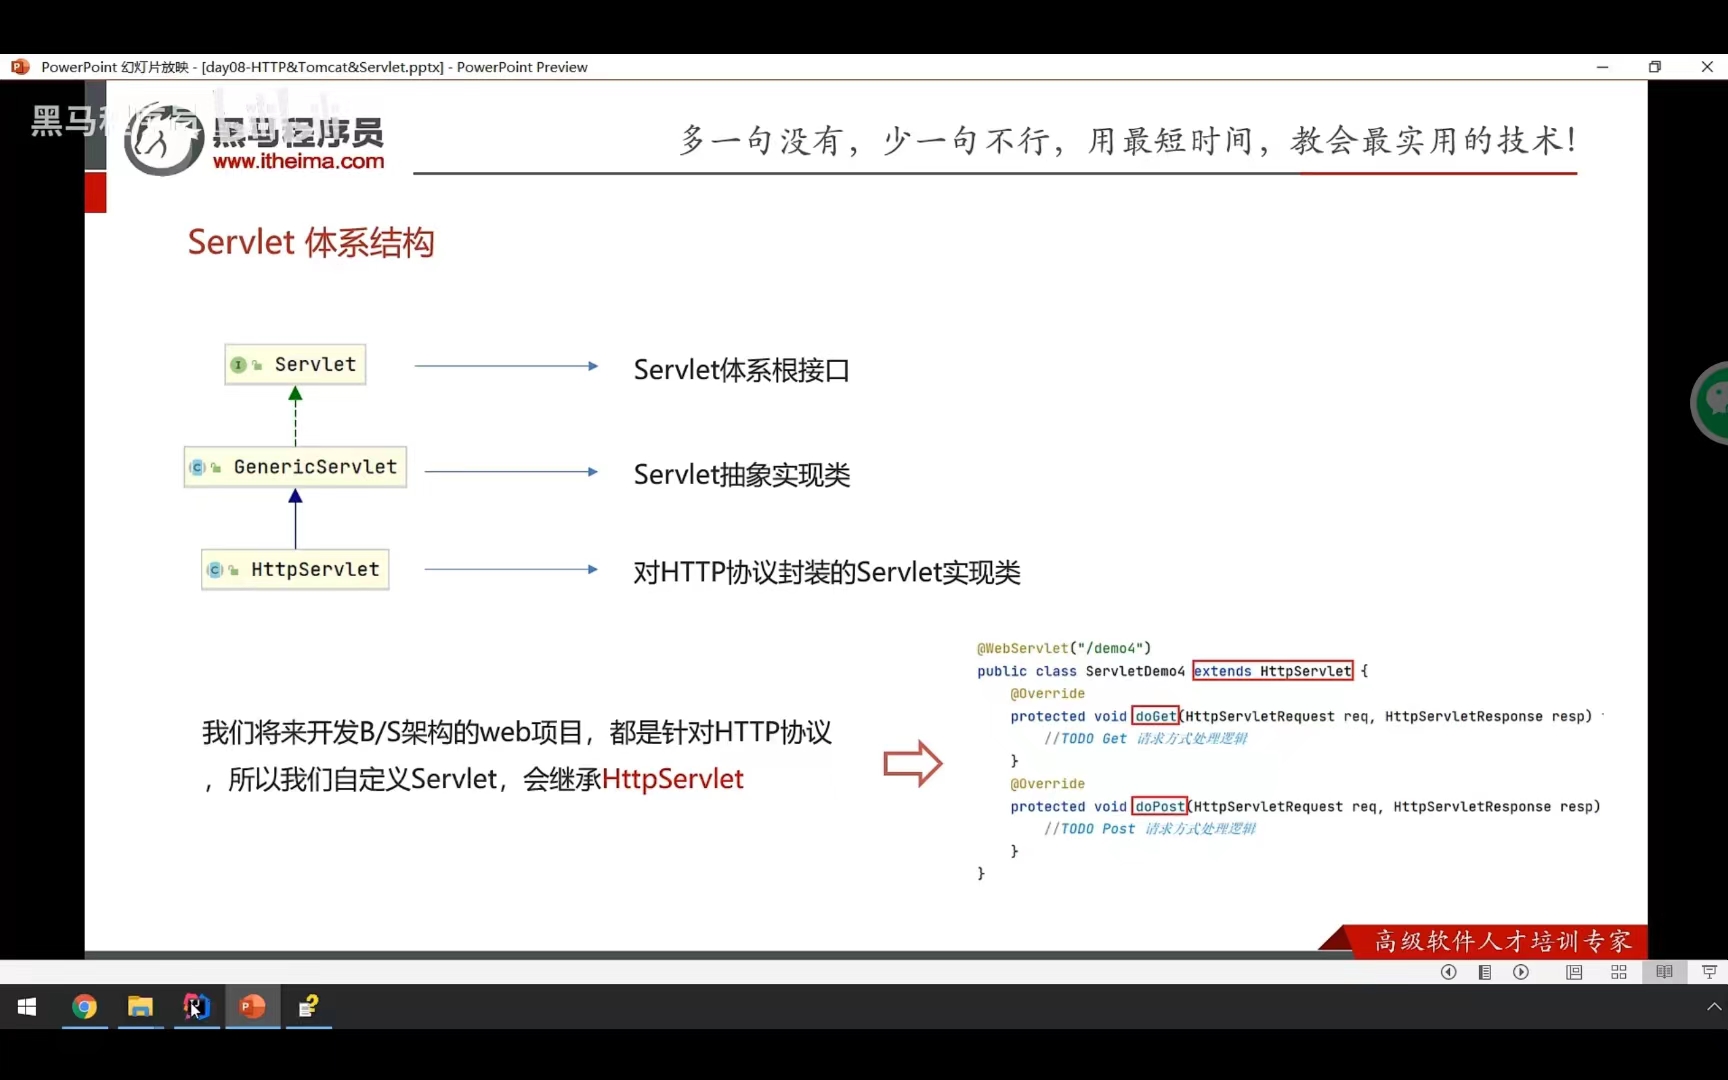 PowerPoint 幻灯片放映 - [day08-HTTP&Tomcat&Servlet.pptx] - PowerPoint Preview
黑马程序员
www.itheima.com
多一句没有，少一句不行，用最短时间，教会最实用的技术！
Servlet 体系结构
Servlet
Servlet体系根接口
GenericServlet
Servlet抽象实现类
HttpServlet
对HTTP协议封装的Servlet实现类
我们将来开发B/S架构的web项目，都是针对HTTP协议
，所以我们自定义Servlet，会继承HttpServlet
@WebServlet("/demo4")
public class ServletDemo4 extends HttpServlet {
@Override
protected void doGet(HttpServletRequest req, HttpServletResponse resp)
//TODO Get 请求方式处理逻辑
}
@Override
protected void doPost(HttpServletRequest req, HttpServletResponse resp)
//TODO Post 请求方式处理逻辑
}
}
高级软件人才培训专家